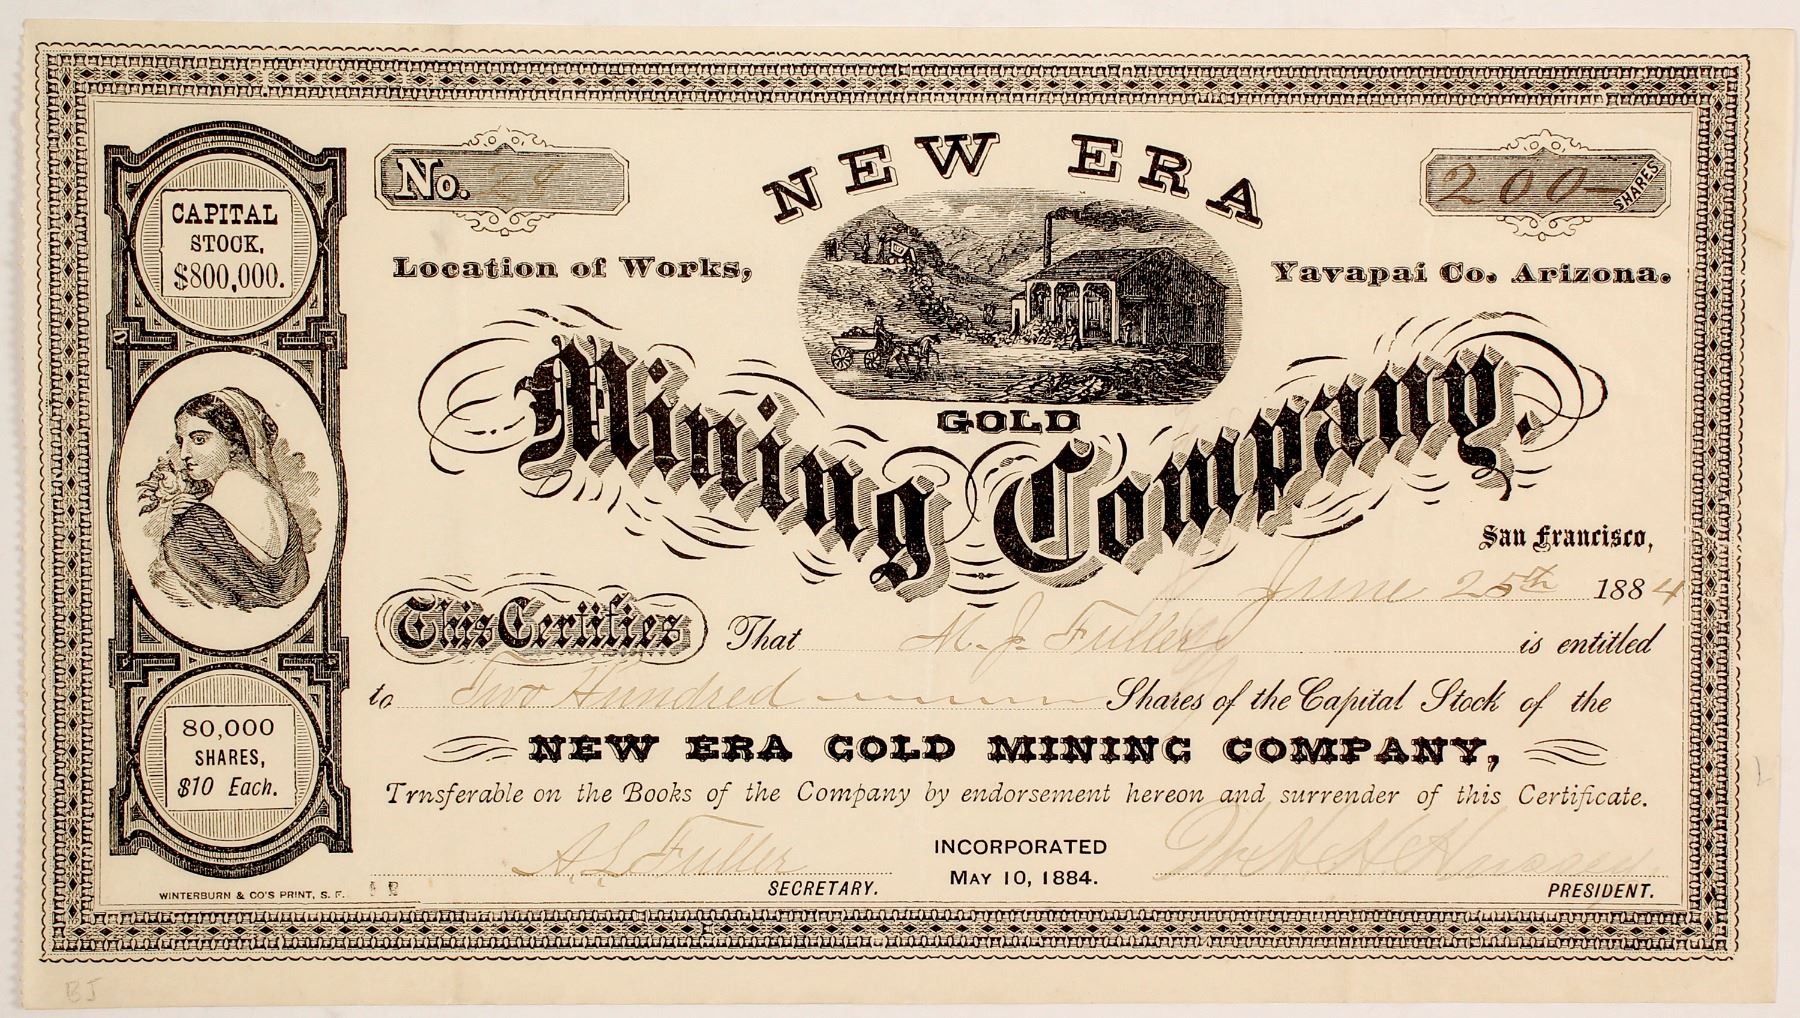 CAPITAL
STOCK,
$800,000.
80,000
SHARES,
$10 Each.
WINTERBURN & CO'S PRINT, S. F.
No. 28
NEW ERA
200 SHARES
Location of Works,
Yavapai Co. Arizona.
GOLD
Mining Company.
San Francisco,
June 25th 1884
This Certifies That M. J. Fuller is entitled
to Two Hundred Shares of the Capital Stock of the
NEW ERA GOLD MINING COMPANY,
Trnsferable on the Books of the Company by endorsement hereon and surrender of this Certificate.
A L Fuller
SECRETARY.
INCORPORATED
MAY 10, 1884.
PRESIDENT.
BJ